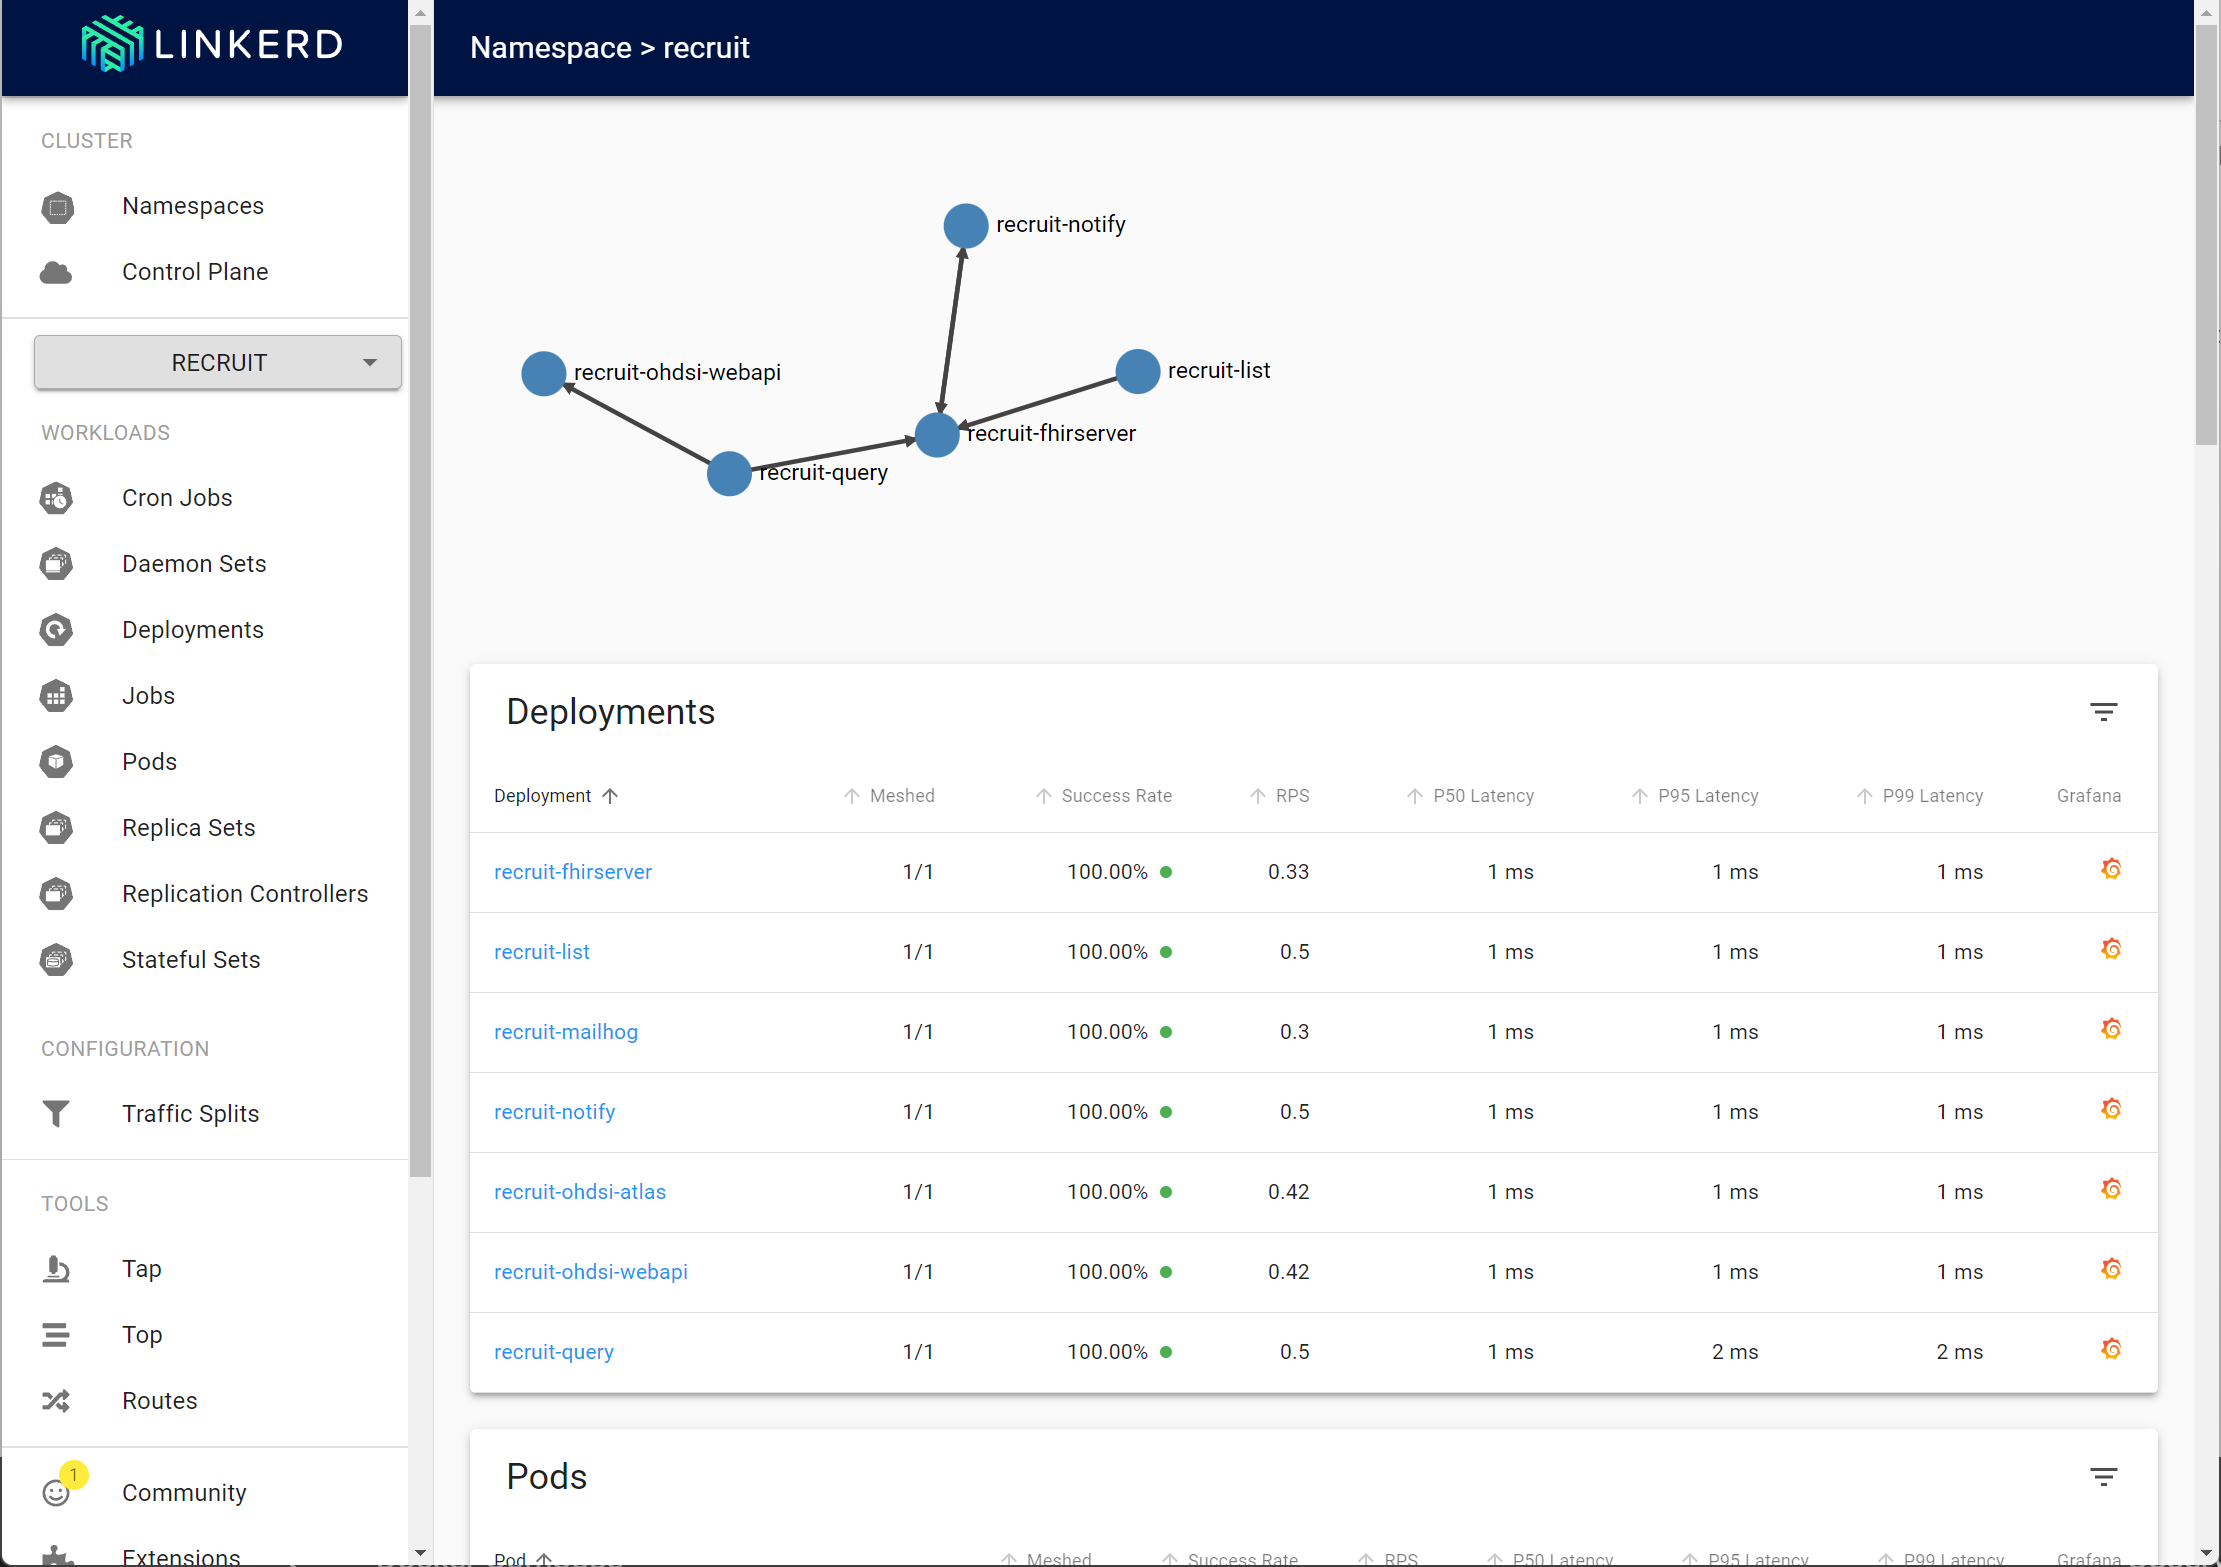 LINKERD
Namespace > recruit
CLUSTER
Namespaces
Control Plane
RECRUIT
WORKLOADS
Cron Jobs
Daemon Sets
Deployments
Jobs
Pods
Replica Sets
Replication Controllers
Stateful Sets
CONFIGURATION
Traffic Splits
TOOLS
Tap
Top
Routes
1
Community
Extensions
recruit-notify
recruit-ohdsi-webapi
recruit-list
recruit-fhirserver
recruit-query
Deployments
Deployment Meshed Success Rate RPS P50 Latency P95 Latency P99 Latency Grafana
recruit-fhirserver 1/1 100.00% 0.33 1 ms 1 ms 1 ms
recruit-list 1/1 100.00% 0.5 1 ms 1 ms 1 ms
recruit-mailhog 1/1 100.00% 0.3 1 ms 1 ms 1 ms
recruit-notify 1/1 100.00% 0.5 1 ms 1 ms 1 ms
recruit-ohdsi-atlas 1/1 100.00% 0.42 1 ms 1 ms 1 ms
recruit-ohdsi-webapi 1/1 100.00% 0.42 1 ms 1 ms 1 ms
recruit-query 1/1 100.00% 0.5 1 ms 2 ms 2 ms
Pods
Pod Meshed Success Rate RPS P50 Latency P95 Latency P99 Latency Grafana